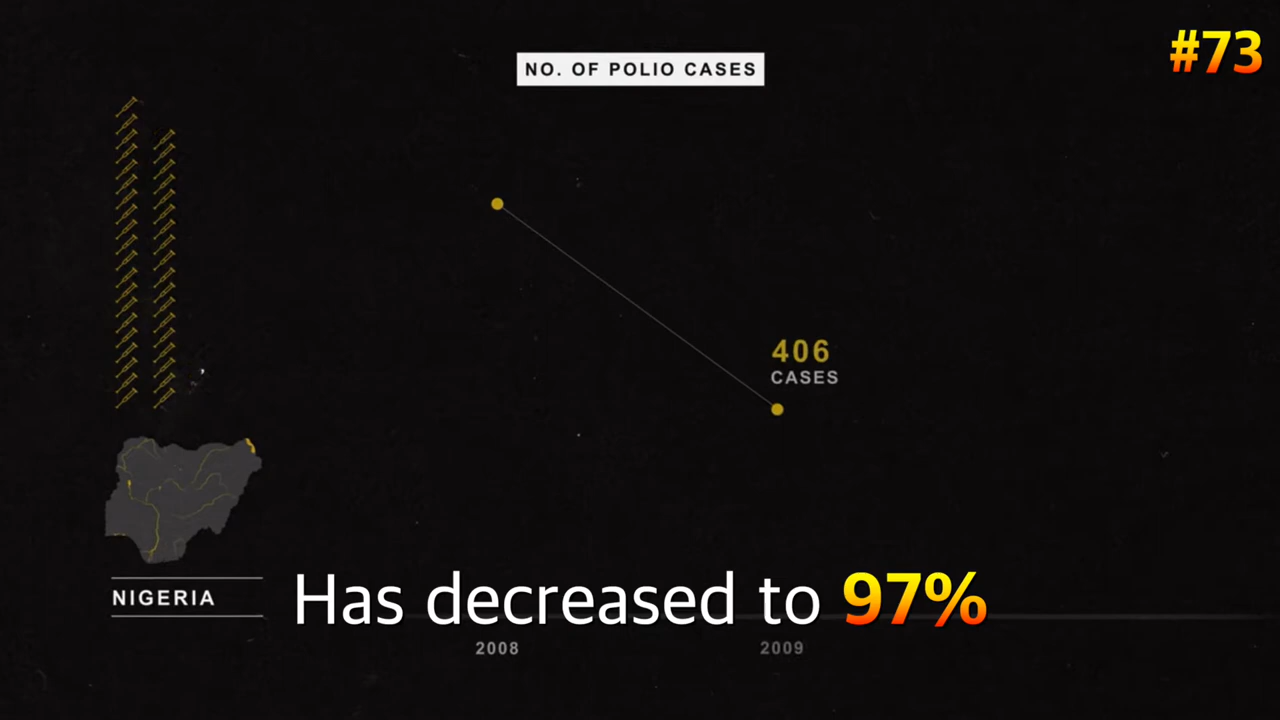 #73
NO. OF POLIO CASES
406
CASES
NIGERIA
Has decreased to 97%
2008
2009